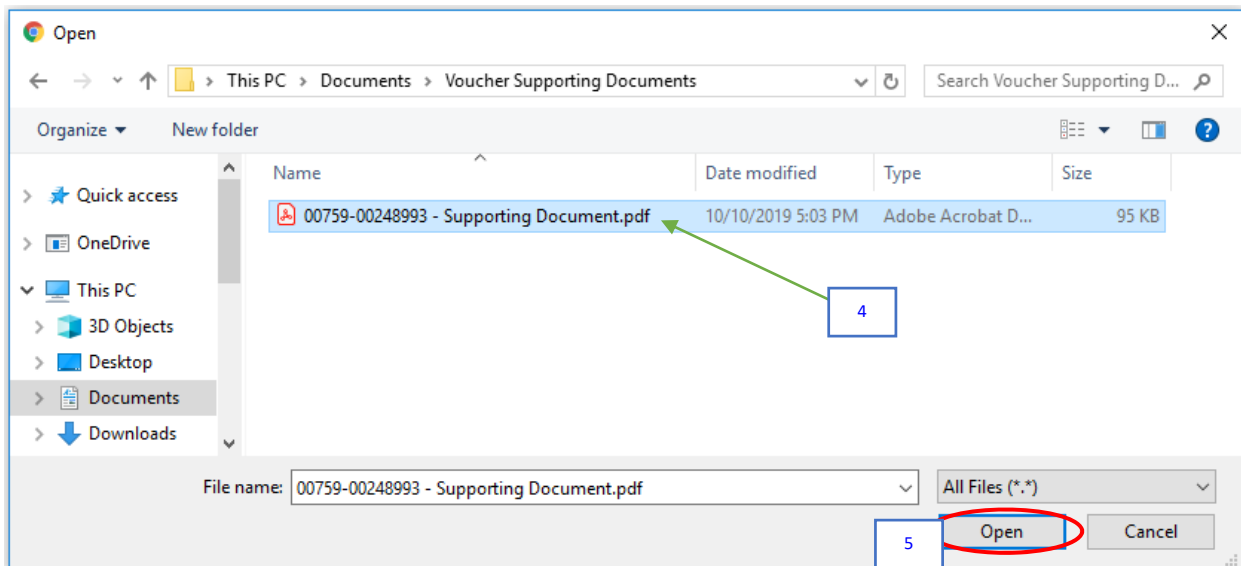 Open
This PC > Documents > Voucher Supporting Documents
Search Voucher Supporting D...
Organize
New folder
Name
Date modified
Type
Size
Quick access
00759-00248993 - Supporting Document.pdf
10/10/2019 5:03 PM
Adobe Acrobat D...
95 KB
OneDrive
This PC
4
3D Objects
Desktop
Documents
Downloads
File name:
00759-00248993 - Supporting Document.pdf
All Files (*.*)
5
Open
Cancel